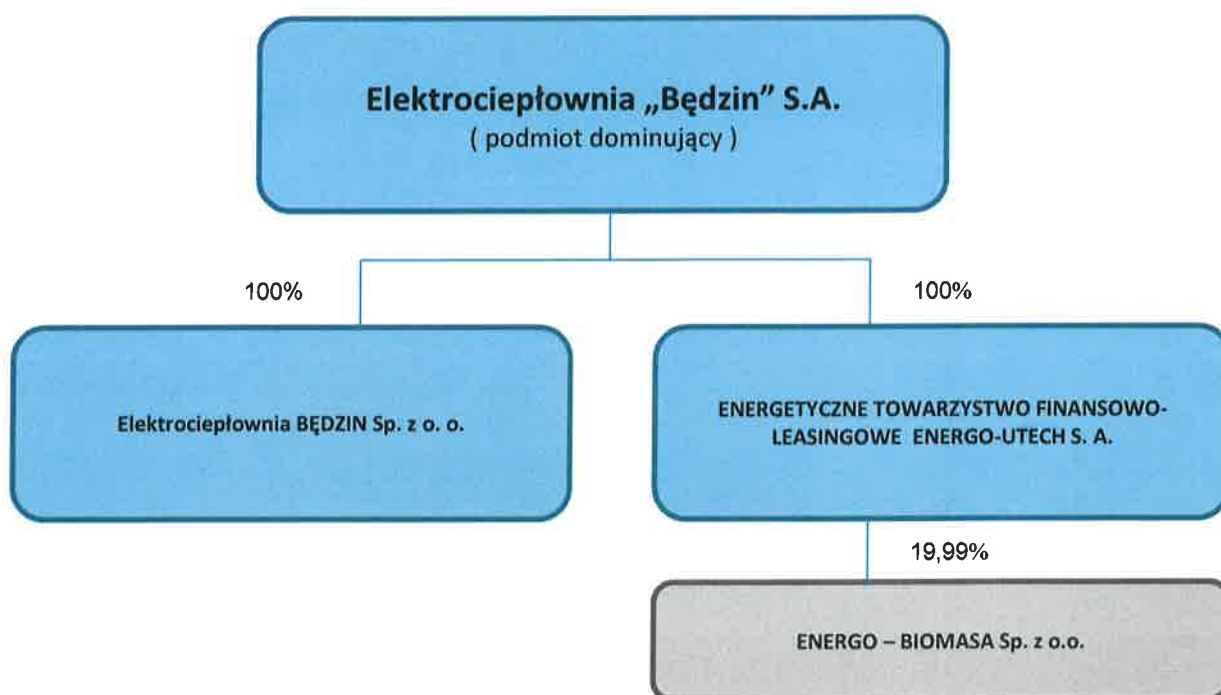 Elektrociepłownia „Będzin” S.A.
( podmiot dominujący )
100%
100%
Elektrociepłownia BĘDZIN Sp. z o. o.
ENERGETYCZNE TOWARZYSTWO FINANSOWO-
LEASINGOWE ENERGO-UTECH S. A.
19,99%
ENERGO – BIOMASA Sp. z o.o.